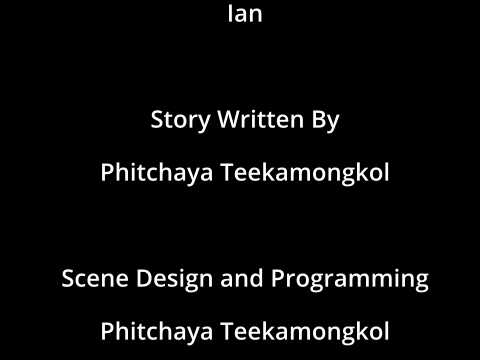 Ian
Story Written By
Phitchaya Teekamongkol
Scene Design and Programming
Phitchaya Teekamongkol